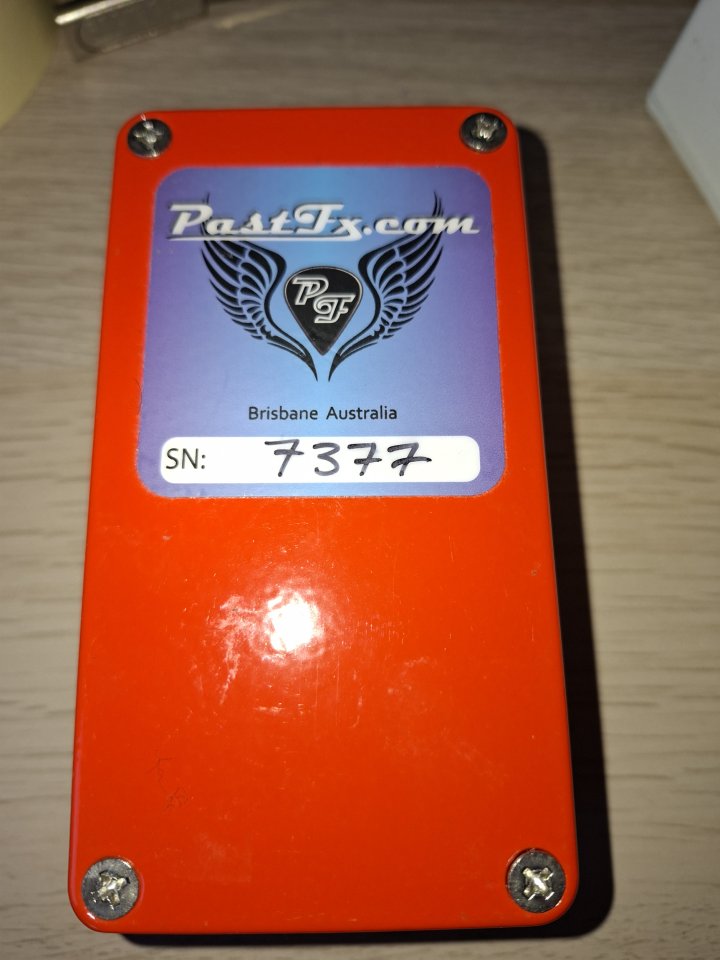 PastFx.com
PF
Brisbane Australia
SN: 7377